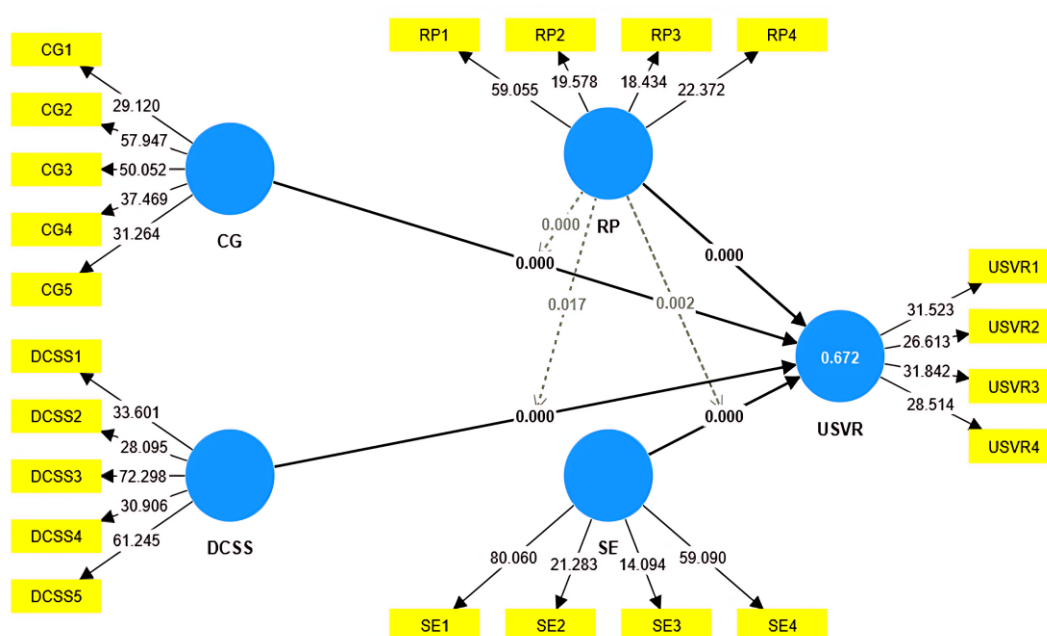 RP1
RP2
RP3
RP4
CG1
CG2
CG3
CG4
CG5
29.120
57.947
50.052
37.469
31.264
CG
59.055
19.578
18.434
22.372
RP
0.000
0.000
0.000
0.017
0.002
0.000
0.000
DCSS1
DCSS2
DCSS3
DCSS4
DCSS5
33.601
28.095
72.298
30.906
61.245
DCSS
0.672
USVR
31.523
26.613
31.842
28.514
USVR1
USVR2
USVR3
USVR4
SE
80.060
21.283
14.094
59.090
SE1
SE2
SE3
SE4